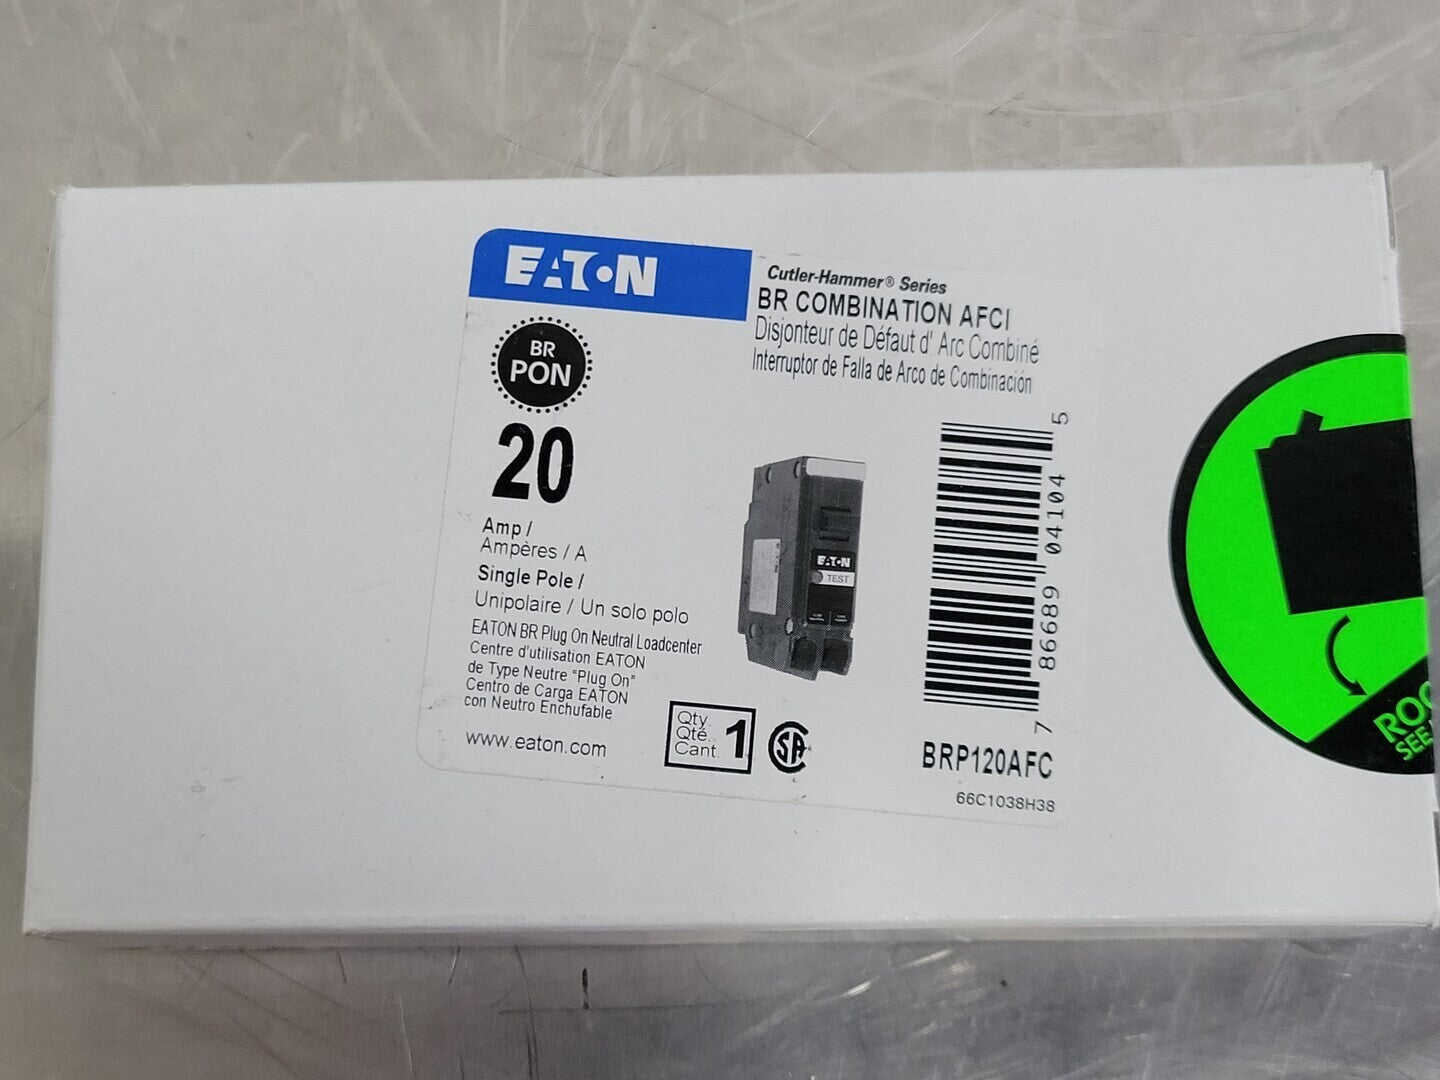 EATON
Cutler-Hammer® Series
BR COMBINATION AFCI
Disjonteur de Défaut d' Arc Combiné
Interruptor de Falla de Arco de Combinación
BR
PON
20
Amp /
Ampères / A
Single Pole /
Unipolaire / Un solo polo
EATON BR Plug On Neutral Loadcenter
Centre d'utilisation EATON
de Type Neutre "Plug On"
Centro de Carga EATON
con Neutro Enchufable
www.eaton.com
Qty.
Qté.
Cant.
1
SA
EATON
TEST
7 86689 04104 5
BRP120AFC
66C1038H38